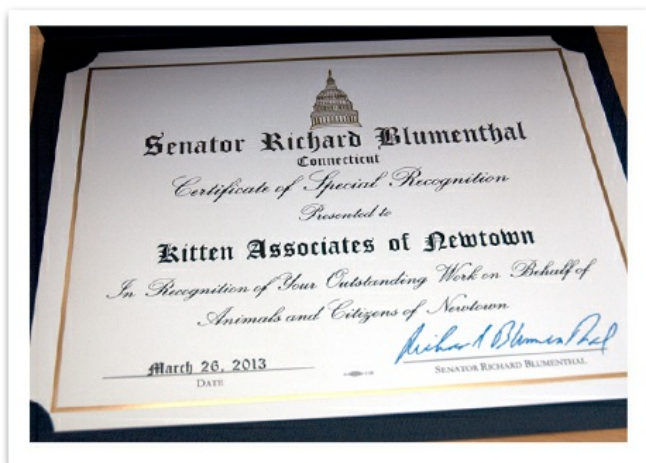 Senator Richard Blumenthal
Connecticut
Certificate of Special Recognition
Presented to
Kitten Associates of Newtown
In Recognition of Your Outstanding Work on Behalf of
Animals and Citizens of Newtown
Richard Blumenthal
March 26, 2013
DATE
SENATOR RICHARD BLUMENTHAL